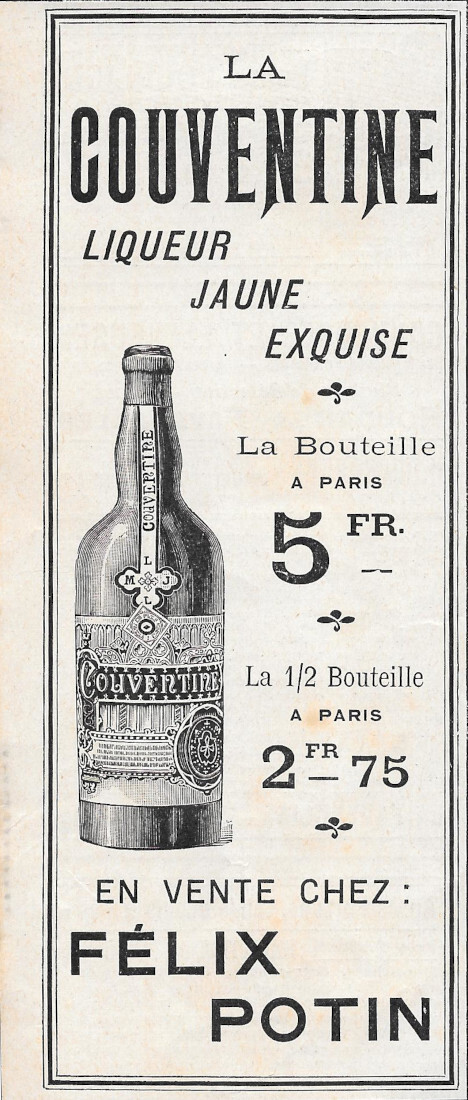 LA
COUVENTINE
LIQUEUR
JAUNE
EXQUISE
La Bouteille
A PARIS
5 FR. —
La 1/2 Bouteille
A PARIS
2 FR — 75
COUVENTINE
L
M J
L
COUVENTINE
EN VENTE CHEZ :
FÉLIX
POTIN